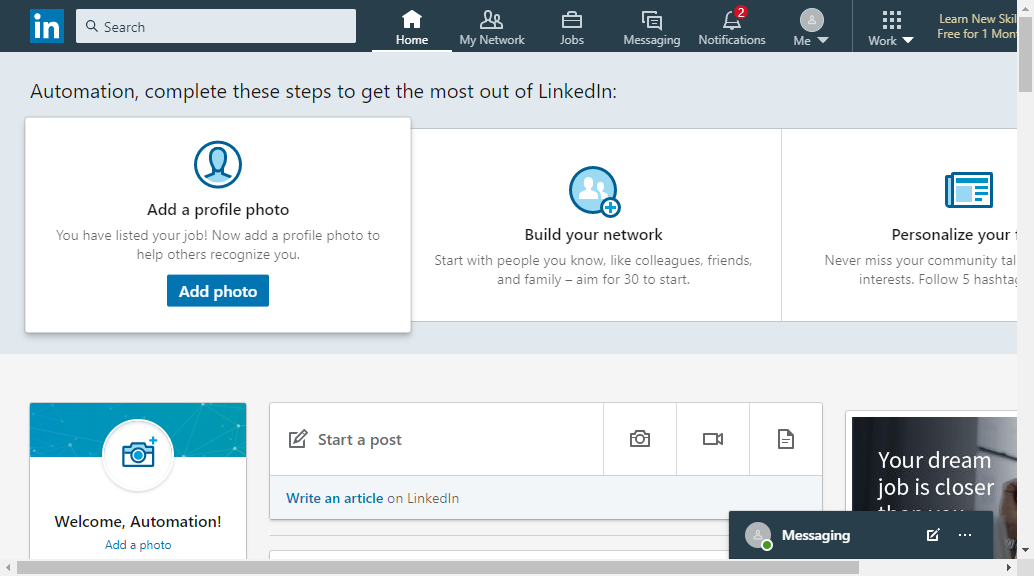 in
Search
Home
My Network
Jobs
Messaging
2
Notifications
Me
Work
Learn New Skil
Free for 1 Mont
Automation, complete these steps to get the most out of LinkedIn:
Add a profile photo
You have listed your job! Now add a profile photo to
help others recognize you.
Add photo
Build your network
Start with people you know, like colleagues, friends,
and family – aim for 30 to start.
Personalize your
Never miss your community tal
interests. Follow 5 hashtag
Welcome, Automation!
Add a photo
Start a post
Write an article on LinkedIn
Your dream
job is closer
than you
Messaging